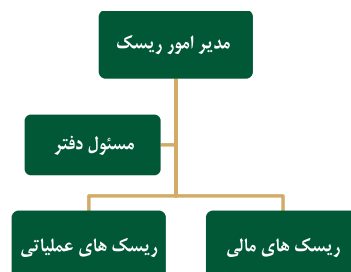 مدیر امور ریسک
مسئول دفتر
ریسک های مالی
ریسک های عملیاتی